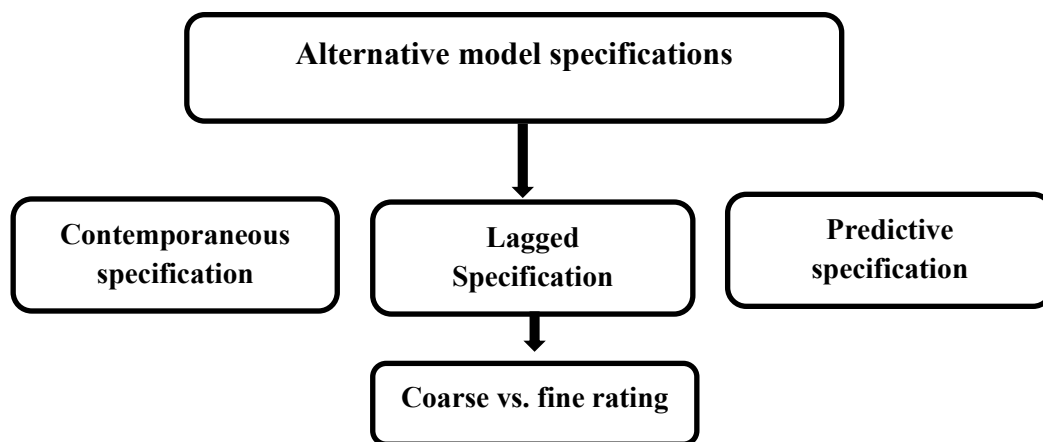 Alternative model specifications
Contemporaneous
specification
Lagged
Specification
Predictive
specification
Coarse vs. fine rating